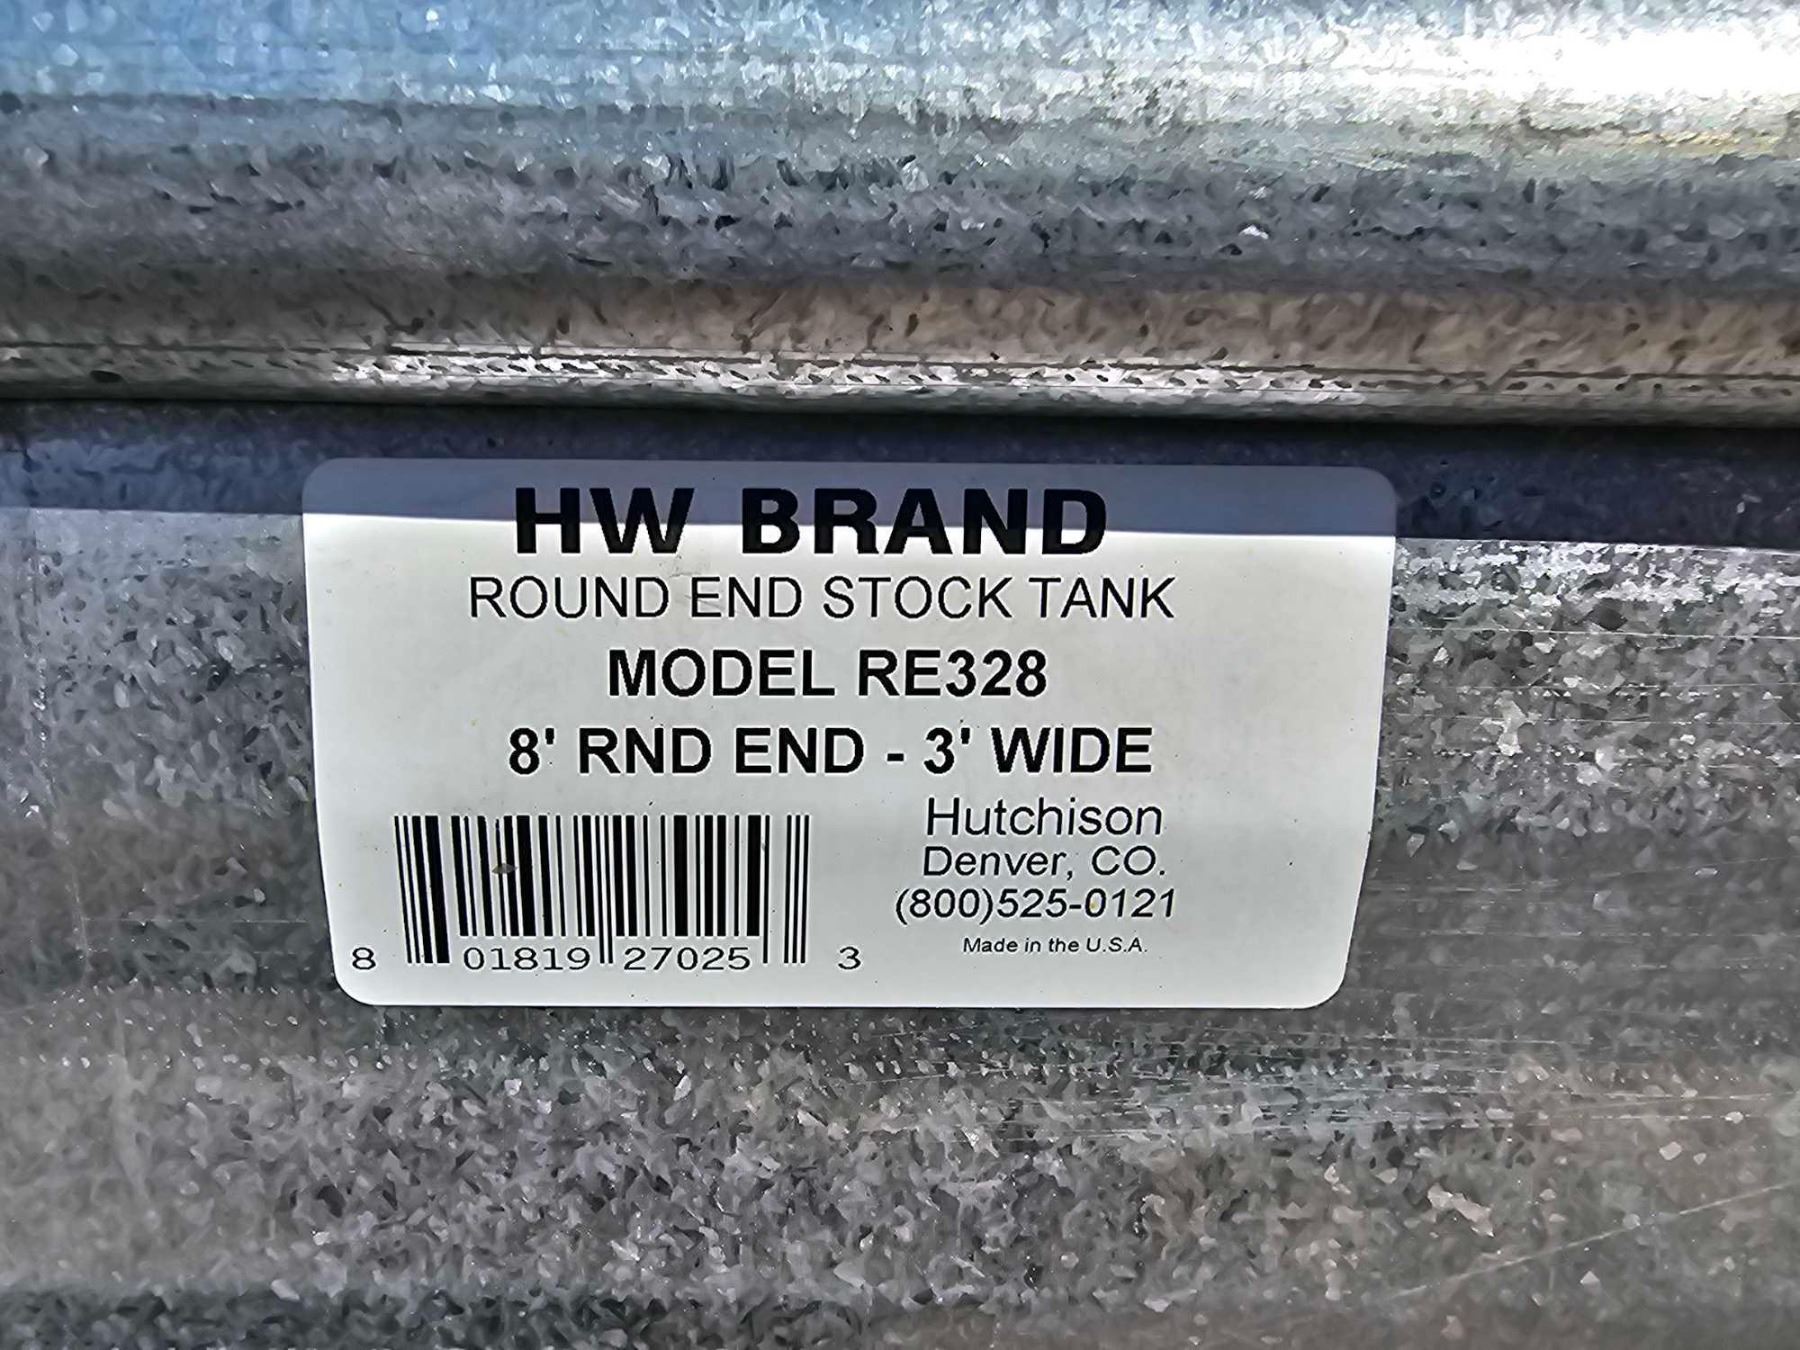 HW BRAND
ROUND END STOCK TANK
MODEL RE328
8' RND END - 3' WIDE
Hutchison
Denver, CO.
(800)525-0121
Made in the U.S.A.
8 01819 27025 3